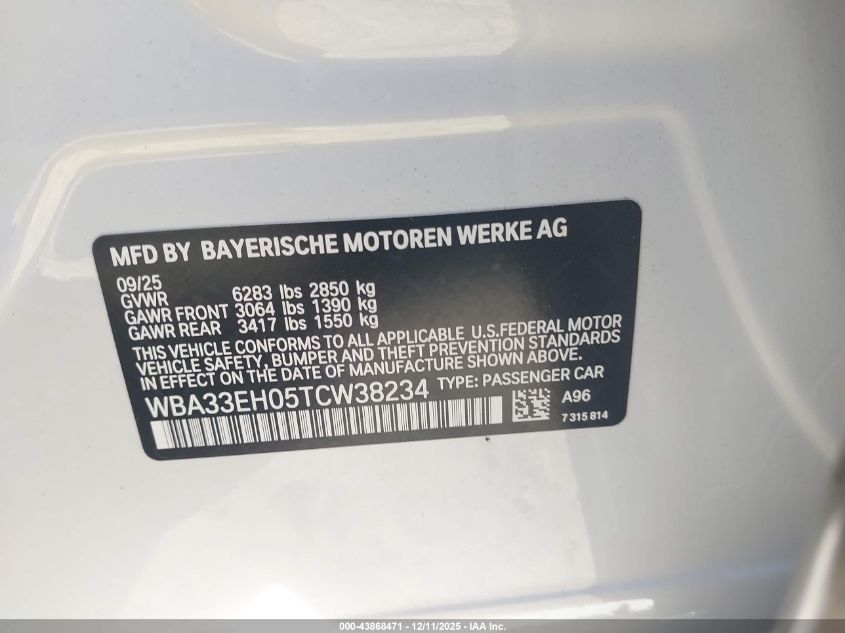 MFD BY BAYERISCHE MOTOREN WERKE AG
09/25
GVWR 6283 lbs 2850 kg
GAWR FRONT 3064 lbs 1390 kg
GAWR REAR 3417 lbs 1550 kg
THIS VEHICLE CONFORMS TO ALL APPLICABLE U.S.FEDERAL MOTOR
VEHICLE SAFETY, BUMPER AND THEFT PREVENTION STANDARDS
IN EFFECT ON THE DATE OF MANUFACTURE SHOWN ABOVE.
WBA33EH05TCW38234 TYPE: PASSENGER CAR
A96
7 315 814
000-43868471 - 12/11/2025 - IAA Inc.